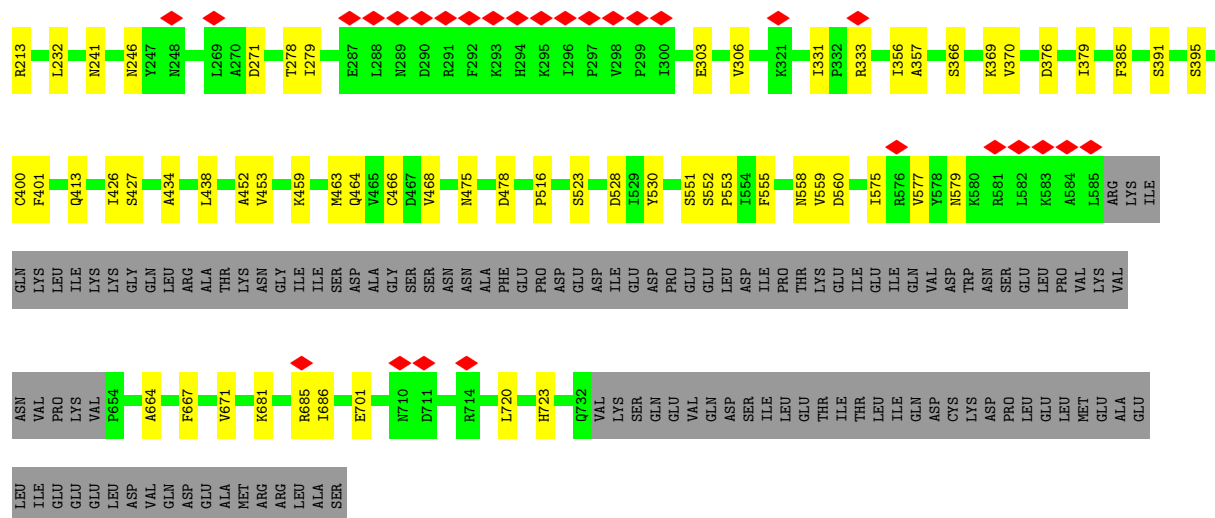 R213 L232 N241 N246 Y247 N248 L269 A270 D271 T278 I279 E287 L288 N289 D290 R291 F292 K293 H294 K295 I296 P297 V298 P299 I300 E303 V306 K321 I331 P332 R333 I356 A357 S366 K369 V370 D376 I379 F385 S391 S395
C400 F401 Q413 I426 S427 A434 L438 A452 V453 K459 M463 Q464 V465 C466 D467 V468 N475 D478 P516 S523 D528 I529 Y530 S551 S552 P553 I554 F555 N558 V559 D560 I575 R576 V577 Y578 N579 K580 R581 L582 K583 A584 L585 ARG LYS ILE
GLN LYS LEU ILE LYS LYS GLY GLN LEU ARG ALA THR LYS ASN GLY ILE ILE SER ASP ALA GLY SER SER ASN ASN ALA PHE GLU PRO ASP GLU ASP ILE GLU ASP PRO GLU GLU LEU ASP ILE PRO THR LYS GLU ILE GLU ILE GLN VAL ASP TRP ASN SER GLU LEU PRO VAL LYS VAL
ASN VAL PRO LYS VAL P654 A664 F667 V671 K681 R685 I686 E701 N710 D711 R714 L720 H723 Q732 VAL LYS SER GLN GLU VAL GLN ASP SER ILE LEU GLU THR ILE THR LEU ILE GLN ASP CYS LYS ASP PRO LEU GLU LEU MET GLU ALA GLU
LEU ILE GLU GLU GLU LEU ASP VAL GLN ASP GLU ALA MET ARG ARG LEU ALA SER